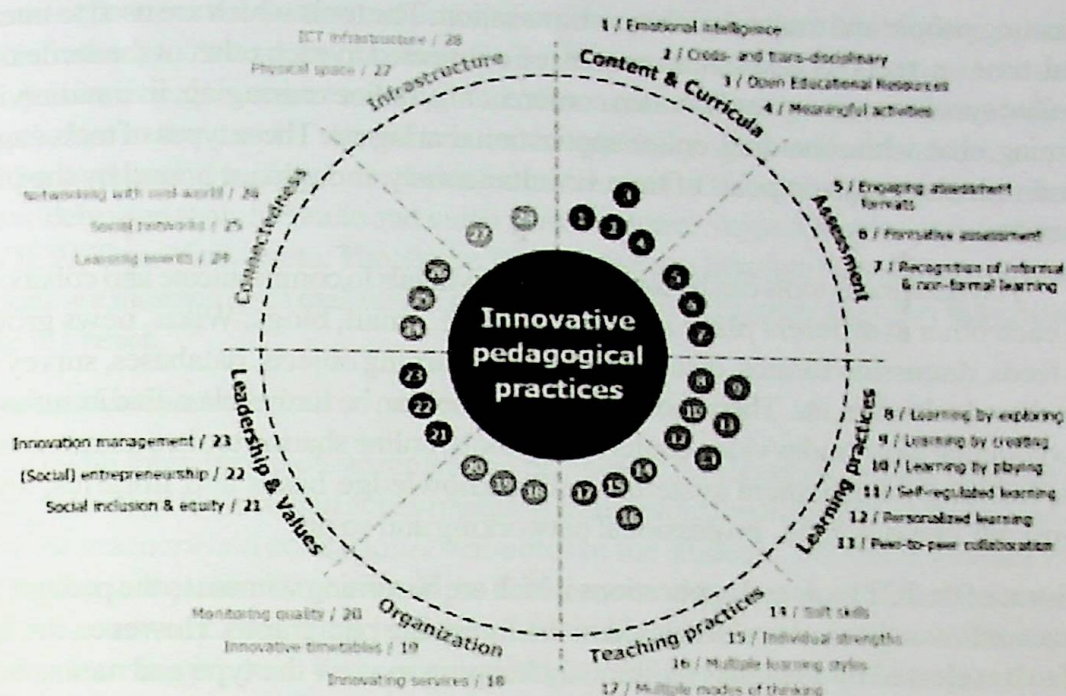 Innovative
pedagogical
practices
Content & Curricula
1 / Emotional intelligence
2 / Cross- and trans-disciplinary
3 / Open Educational Resources
4 / Meaningful activities
Assessment
5 / Engaging assessment
formats
6 / Formative assessment
7 / Recognition of informal
& non-formal learning
Learning practices
8 / Learning by exploring
9 / Learning by creating
10 / Learning by playing
11 / Self-regulated learning
12 / Personalized learning
13 / Peer-to-peer collaboration
Teaching practices
14 / Soft skills
15 / Individual strengths
16 / Multiple learning styles
17 / Multiple modes of thinking
Organization
Monitoring quality / 20
Innovative timetables / 19
Innovating services / 18
Leadership & Values
Innovation management / 23
(Social) entrepreneurship / 22
Social inclusion & equity / 21
Connectedness
Networking with real-world / 26
Social networks / 25
Learning events / 24
Infrastructure
ICT infrastructure / 28
Physical space / 27